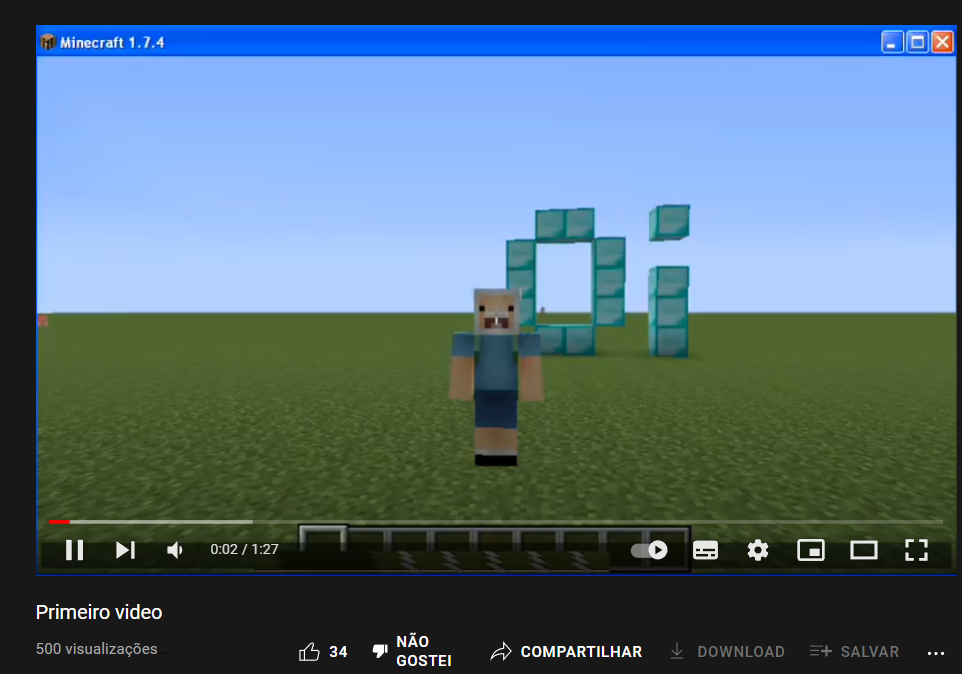 Minecraft 1.7.4
Oi
0:02 / 1:27
Primeiro video
500 visualizações
34
NÃO
GOSTEI
COMPARTILHAR
DOWNLOAD
SALVAR